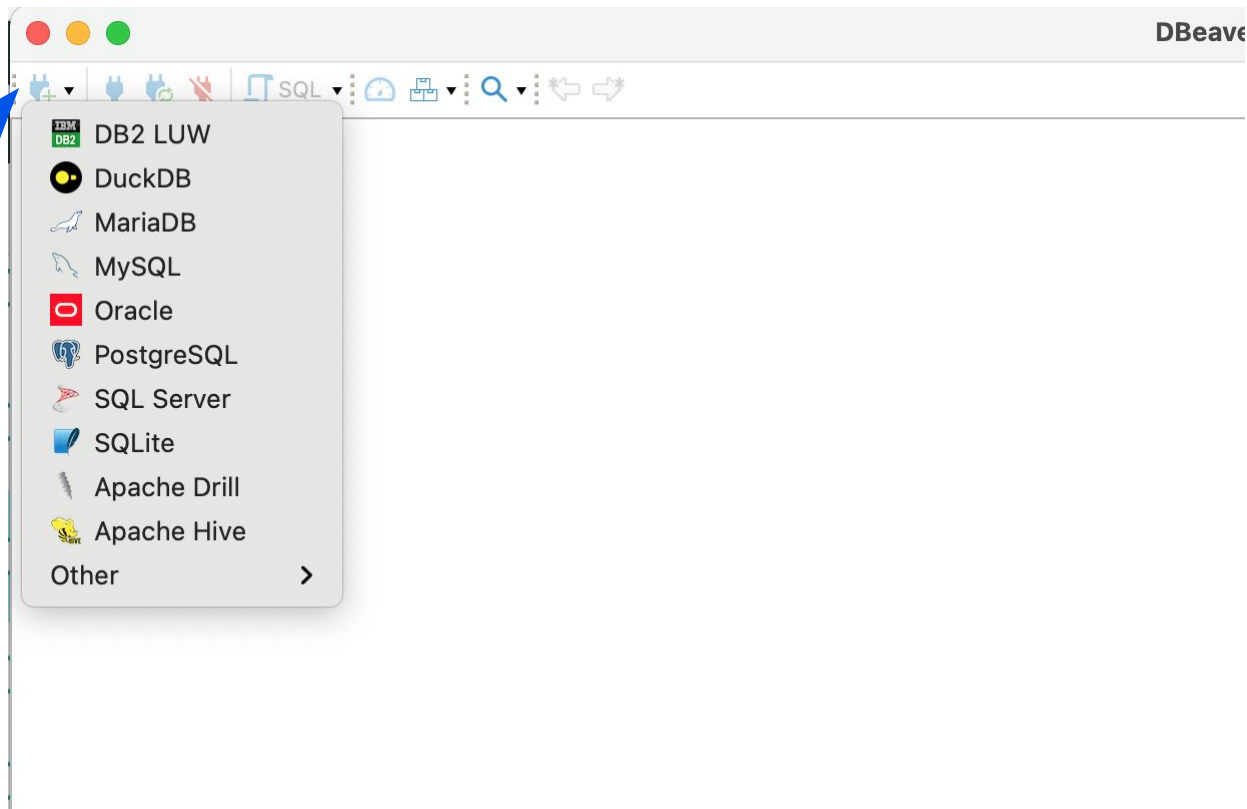 DBeave
SQL
IBM
DB2
DB2 LUW
DuckDB
MariaDB
MySQL
Oracle
PostgreSQL
SQL Server
SQLite
Apache Drill
HIVE
Apache Hive
Other